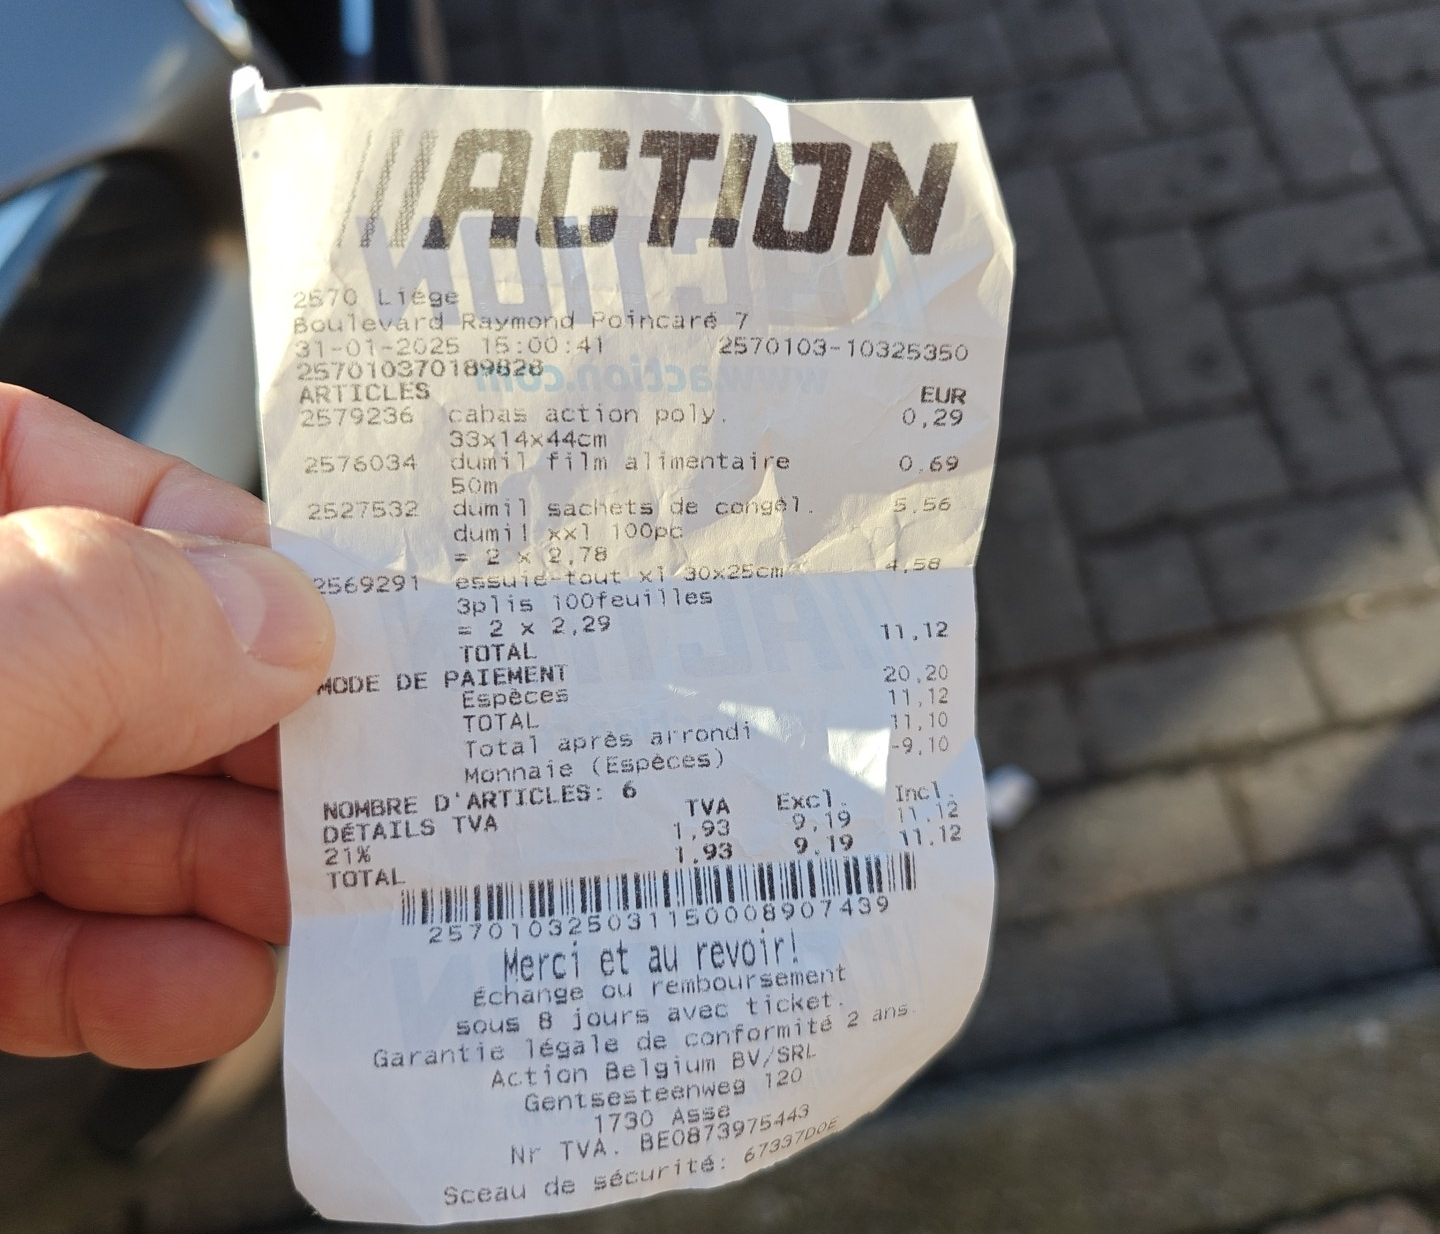 ACTION
2570 Liège
Boulevard Raymond Poincaré 7
31-01-2025 15:00:41 2570103-10325350
257010370189828
ARTICLES EUR
2579236 cabas action poly. 0,29
33x14x44cm
2576034 dumil film alimentaire 0,69
50m
2527532 dumil sachets de congél. 5,56
dumil xxl 100pc
= 2 x 2,78
2569291 essuie-tout xl 30x25cm 4,58
3plis 100feuilles
= 2 x 2,29
TOTAL 11,12
MODE DE PAIEMENT
Espèces 20,20
TOTAL 11,12
Total après arrondi 11,10
Monnaie (Espèces) -9,10
NOMBRE D'ARTICLES: 6
DÉTAILS TVA TVA Excl. Incl.
21% 1,93 9,19 11,12
TOTAL 1,93 9,19 11,12
2570103250311500089​07439
Merci et au revoir!
Échange ou remboursement
sous 8 jours avec ticket.
Garantie légale de conformité 2 ans.
Action Belgium BV/SRL
Gentsesteenweg 120
1730 Asse
Nr TVA. BE0873975443
Sceau de sécurité: 67337D0E